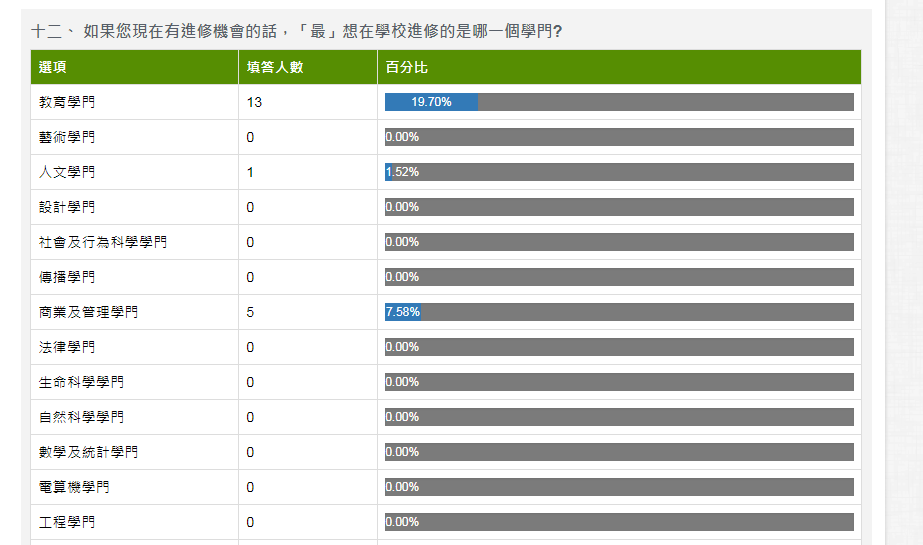 十二、 如果您現在有進修機會的話，「最」想在學校進修的是哪一個學門?
選項 填答人數 百分比
教育學門 13 19.70%
藝術學門 0 0.00%
人文學門 1 1.52%
設計學門 0 0.00%
社會及行為科學學門 0 0.00%
傳播學門 0 0.00%
商業及管理學門 5 7.58%
法律學門 0 0.00%
生命科學學門 0 0.00%
自然科學學門 0 0.00%
數學及統計學門 0 0.00%
電算機學門 0 0.00%
工程學門 0 0.00%